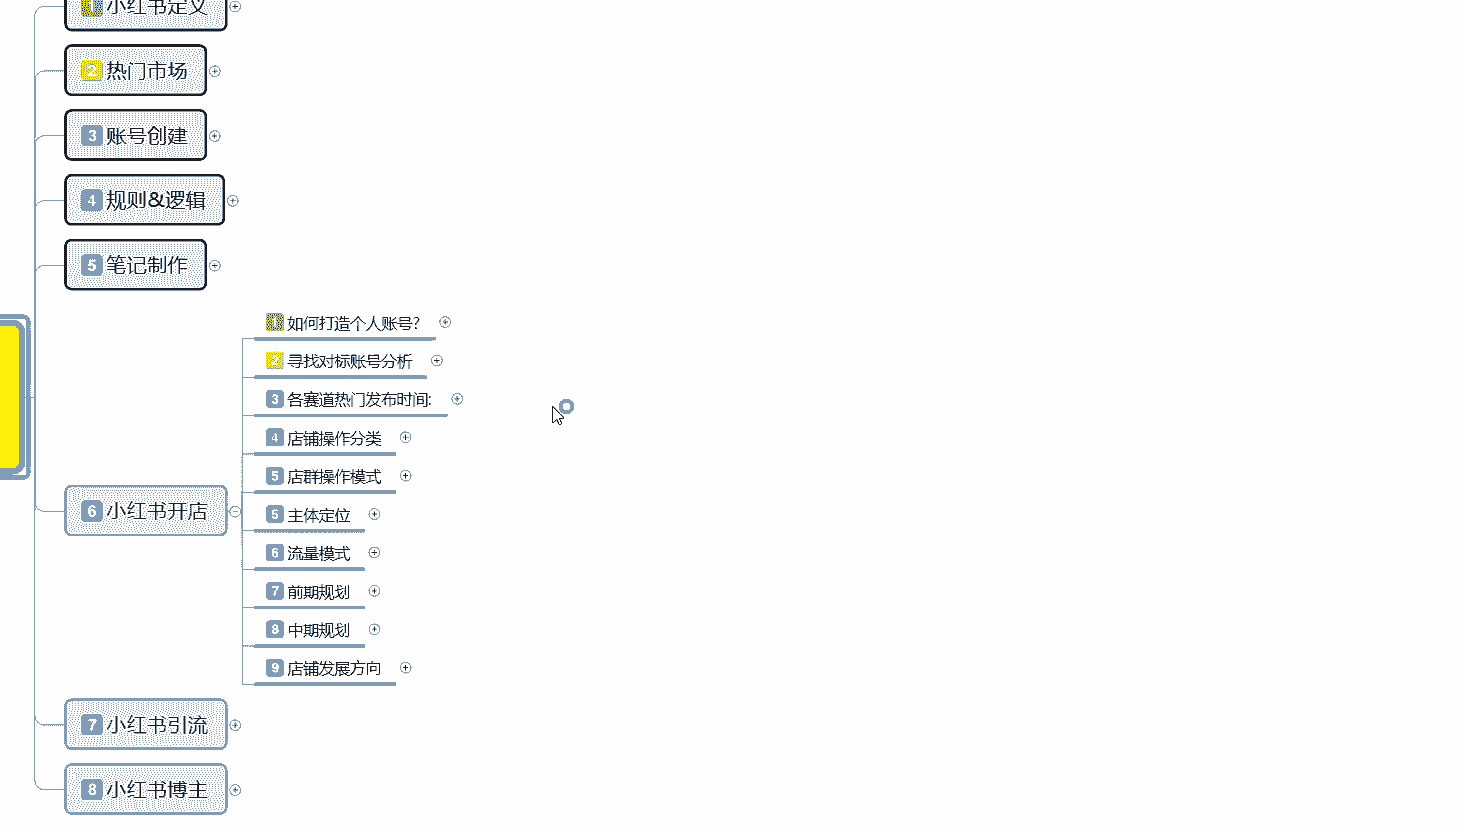 1 小红书定义
2 热门市场
3 账号创建
4 规则&逻辑
5 笔记制作
1 如何打造个人账号?
2 寻找对标账号分析
3 各赛道热门发布时间:
4 店铺操作分类
5 店群操作模式
6 小红书开店
5 主体定位
6 流量模式
7 前期规划
8 中期规划
9 店铺发展方向
7 小红书引流
8 小红书博主